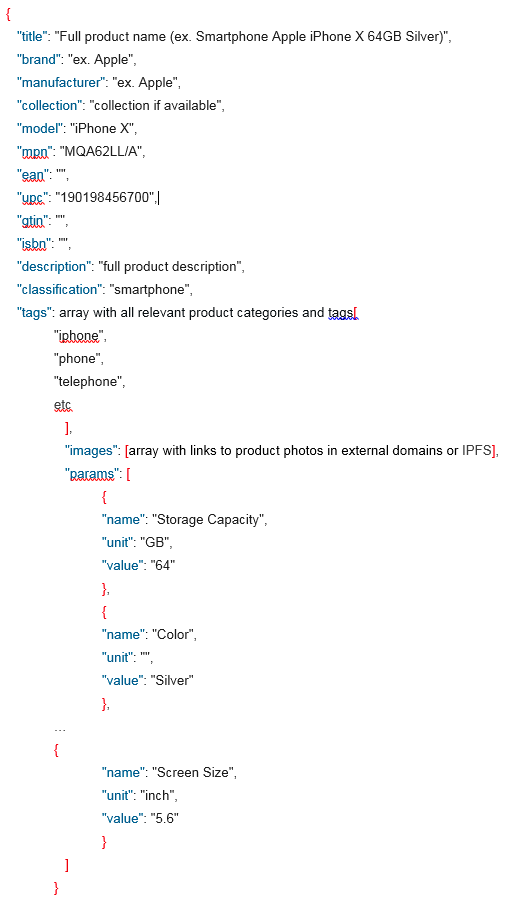 {
"title": "Full product name (ex. Smartphone Apple iPhone X 64GB Silver)",
"brand": "ex. Apple",
"manufacturer": "ex. Apple",
"collection": "collection if available",
"model": "iPhone X",
"mpn": "MQA62LL/A",
"ean": "",
"upc": "190198456700",
"gtin": "",
"isbn": "",
"description": "full product description",
"classification": "smartphone",
"tags": array with all relevant product categories and tags[
"iphone",
"phone",
"telephone",
etc
],
"images": [array with links to product photos in external domains or IPFS],
"params": [
{
"name": "Storage Capacity",
"unit": "GB",
"value": "64"
},
{
"name": "Color",
"unit": "",
"value": "Silver"
},
...
{
"name": "Screen Size",
"unit": "inch",
"value": "5.6"
}
]
}